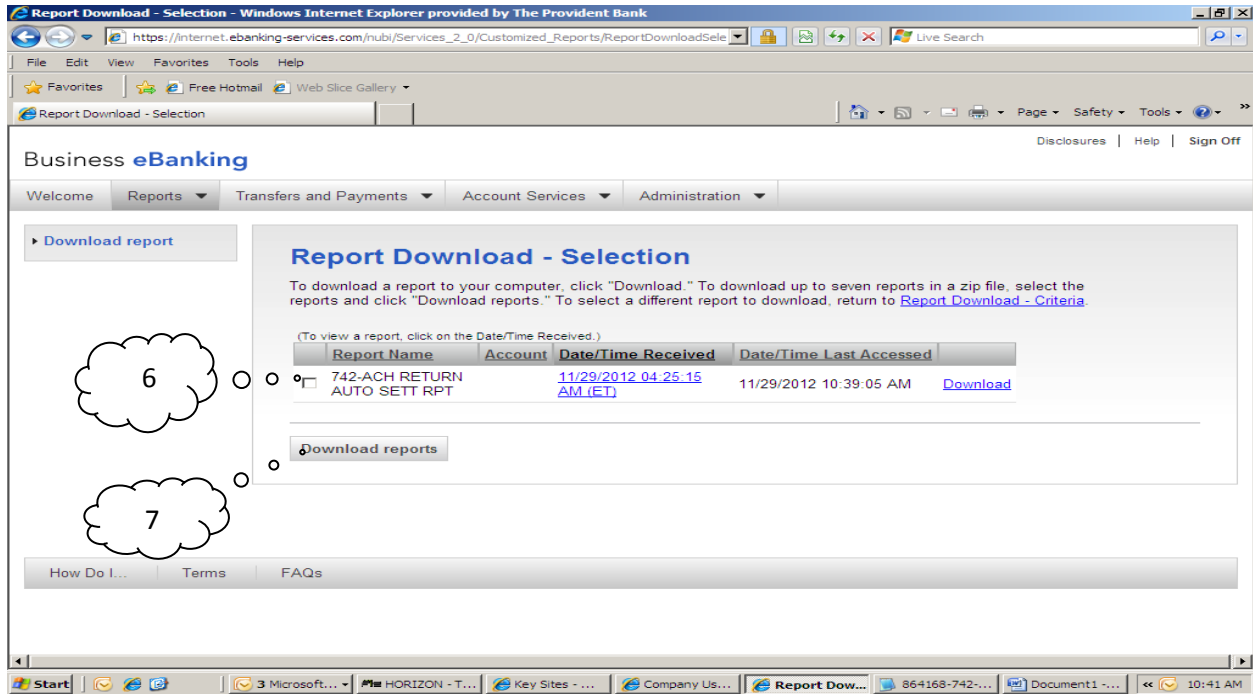 Report Download - Selection - Windows Internet Explorer provided by The Provident Bank
https://internet.ebanking-services.com/nubi/Services_2_0/Customized_Reports/ReportDownloadSele
Live Search
File Edit View Favorites Tools Help
Favorites Free Hotmail Web Slice Gallery
Report Download - Selection
Page Safety Tools »
Disclosures | Help | Sign Off
Business eBanking
Welcome Reports Transfers and Payments Account Services Administration
Download report
Report Download - Selection
To download a report to your computer, click "Download." To download up to seven reports in a zip file, select the
reports and click "Download reports." To select a different report to download, return to Report Download - Criteria.
(To view a report, click on the Date/Time Received.)
Report Name Account Date/Time Received Date/Time Last Accessed
6
742-ACH RETURN 11/29/2012 04:25:15
AUTO SETT RPT AM (ET) 11/29/2012 10:39:05 AM Download
Download reports
7
How Do I... Terms FAQs
Start 3 Microsoft... HORIZON - T... Key Sites - ... Company Us... Report Dow... 864168-742-... Document1 -... « 10:41 AM